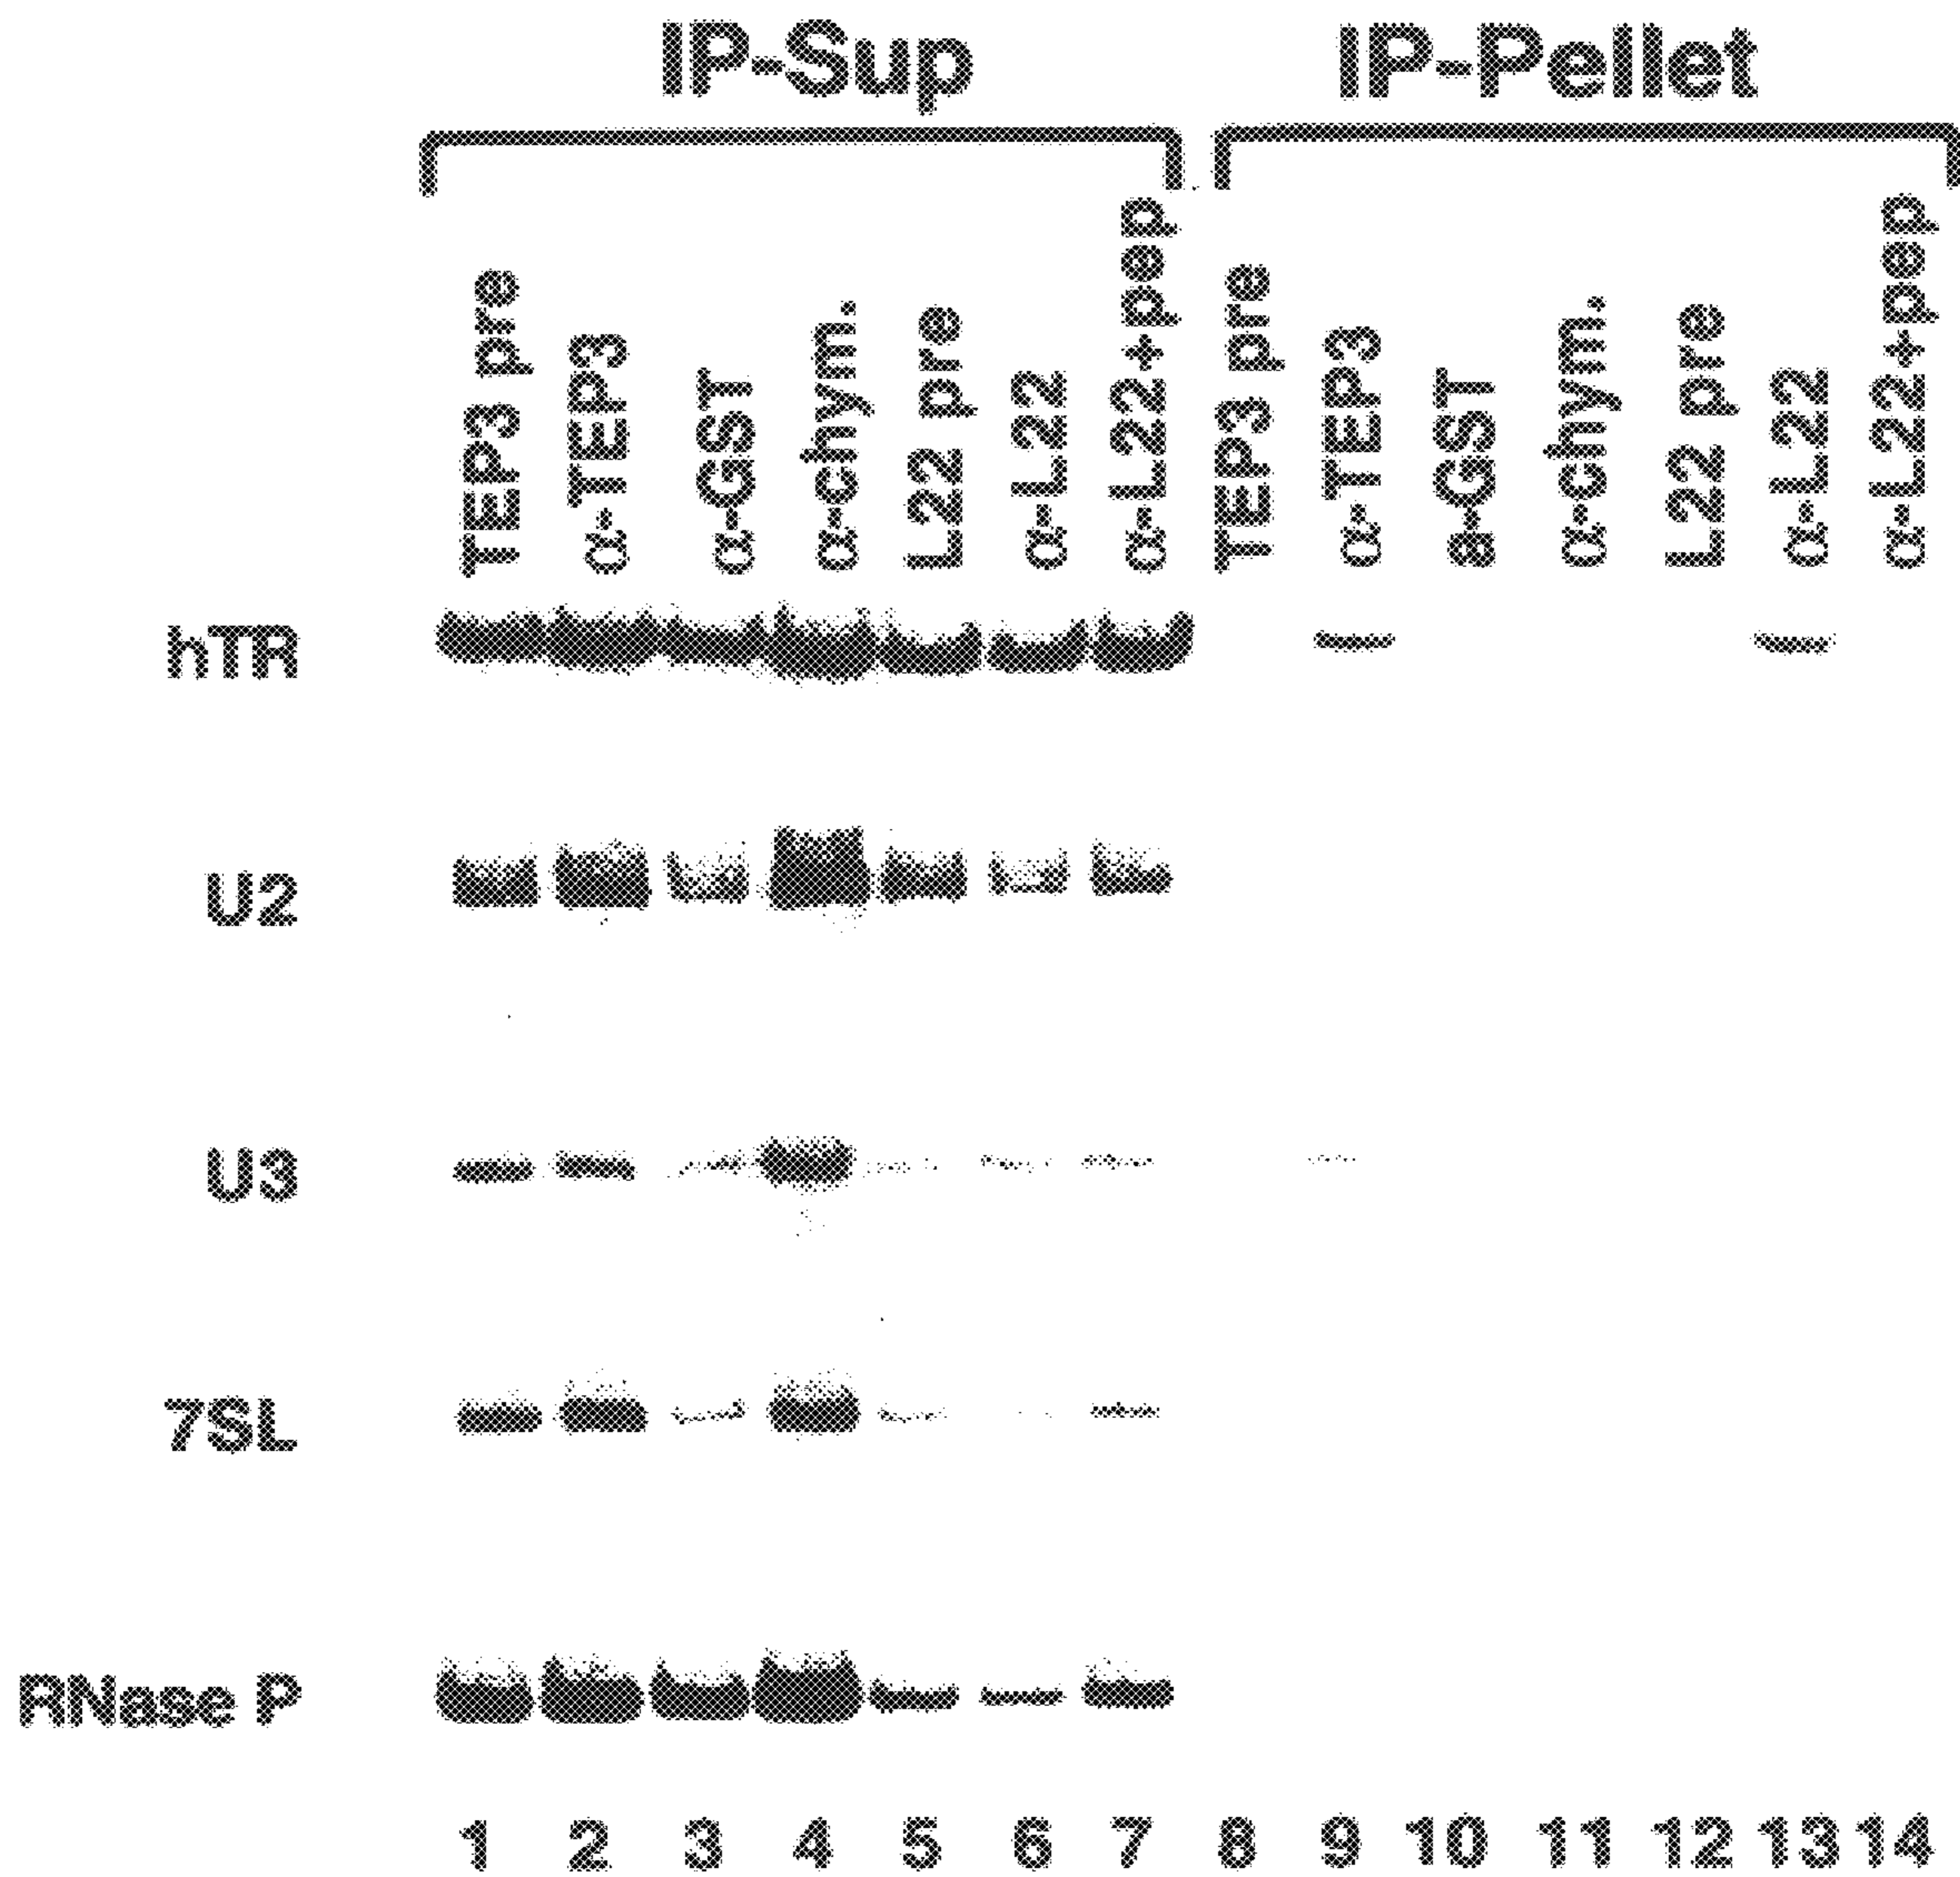 IP-Sup IP-Pellet
TEP3 pre α-TEP3 α-GST α-chym. L22 pre α-L22 α-L22+pep TEP3 pre α-TEP3 a-GST α-chym. L22 pre α-L22 α-L22+pep
hTR
U2
U3
7SL
RNase P
1 2 3 4 5 6 7 8 9 10 11 12 13 14